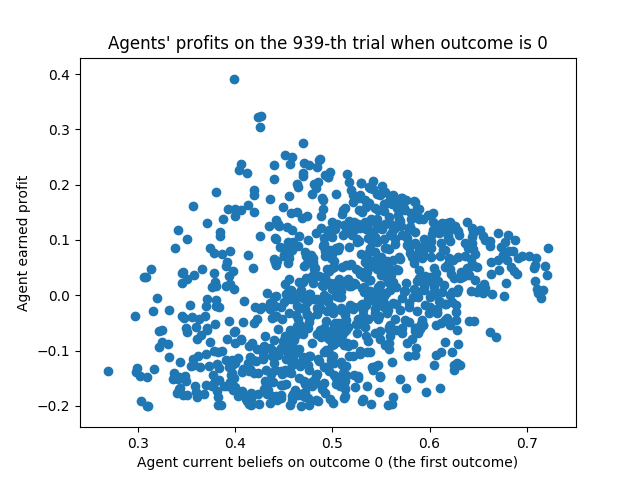 Agents' profits on the 939-th trial when outcome is 0
0.4
0.3
0.2
0.1
0.0
−0.1
−0.2
Agent earned profit
0.3 0.4 0.5 0.6 0.7
Agent current beliefs on outcome 0 (the first outcome)